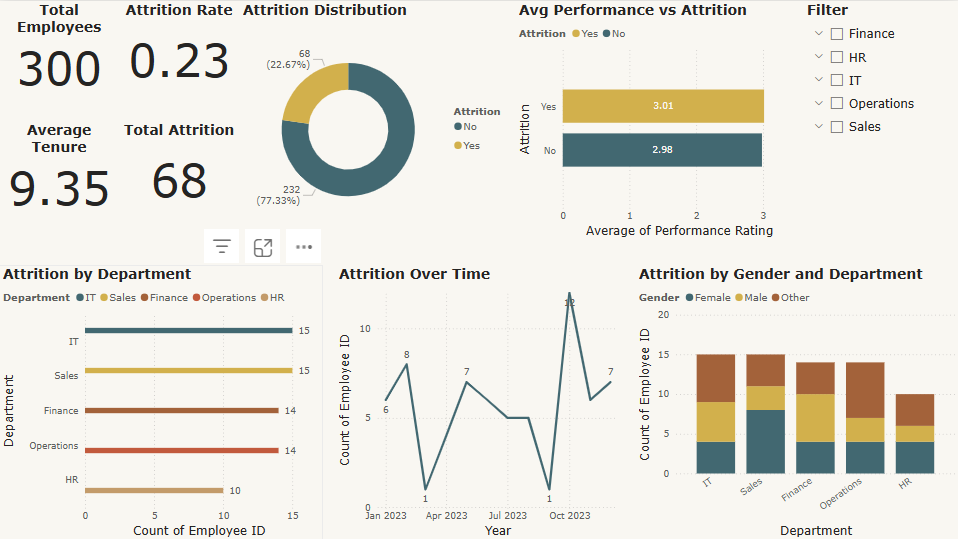 Total
Employees
300
Attrition Rate
0.23
Average
Tenure
9.35
Total Attrition
68
Attrition Distribution
68
(22.67%)
232
(77.33%)
Attrition
No
Yes
Avg Performance vs Attrition
Attrition Yes No
Attrition
Yes
3.01
No
2.98
0 1 2 3
Average of Performance Rating
Filter
Finance
HR
IT
Operations
Sales
Attrition by Department
Department IT Sales Finance Operations HR
Department
IT
15
Sales
15
Finance
14
Operations
14
HR
10
0 5 10 15
Count of Employee ID
Attrition Over Time
Count of Employee ID
10
5
0
6
8
1
7
1
12
7
Jan 2023 Apr 2023 Jul 2023 Oct 2023
Year
Attrition by Gender and Department
Gender Female Male Other
Count of Employee ID
20
15
10
5
0
IT Sales Finance Operations HR
Department